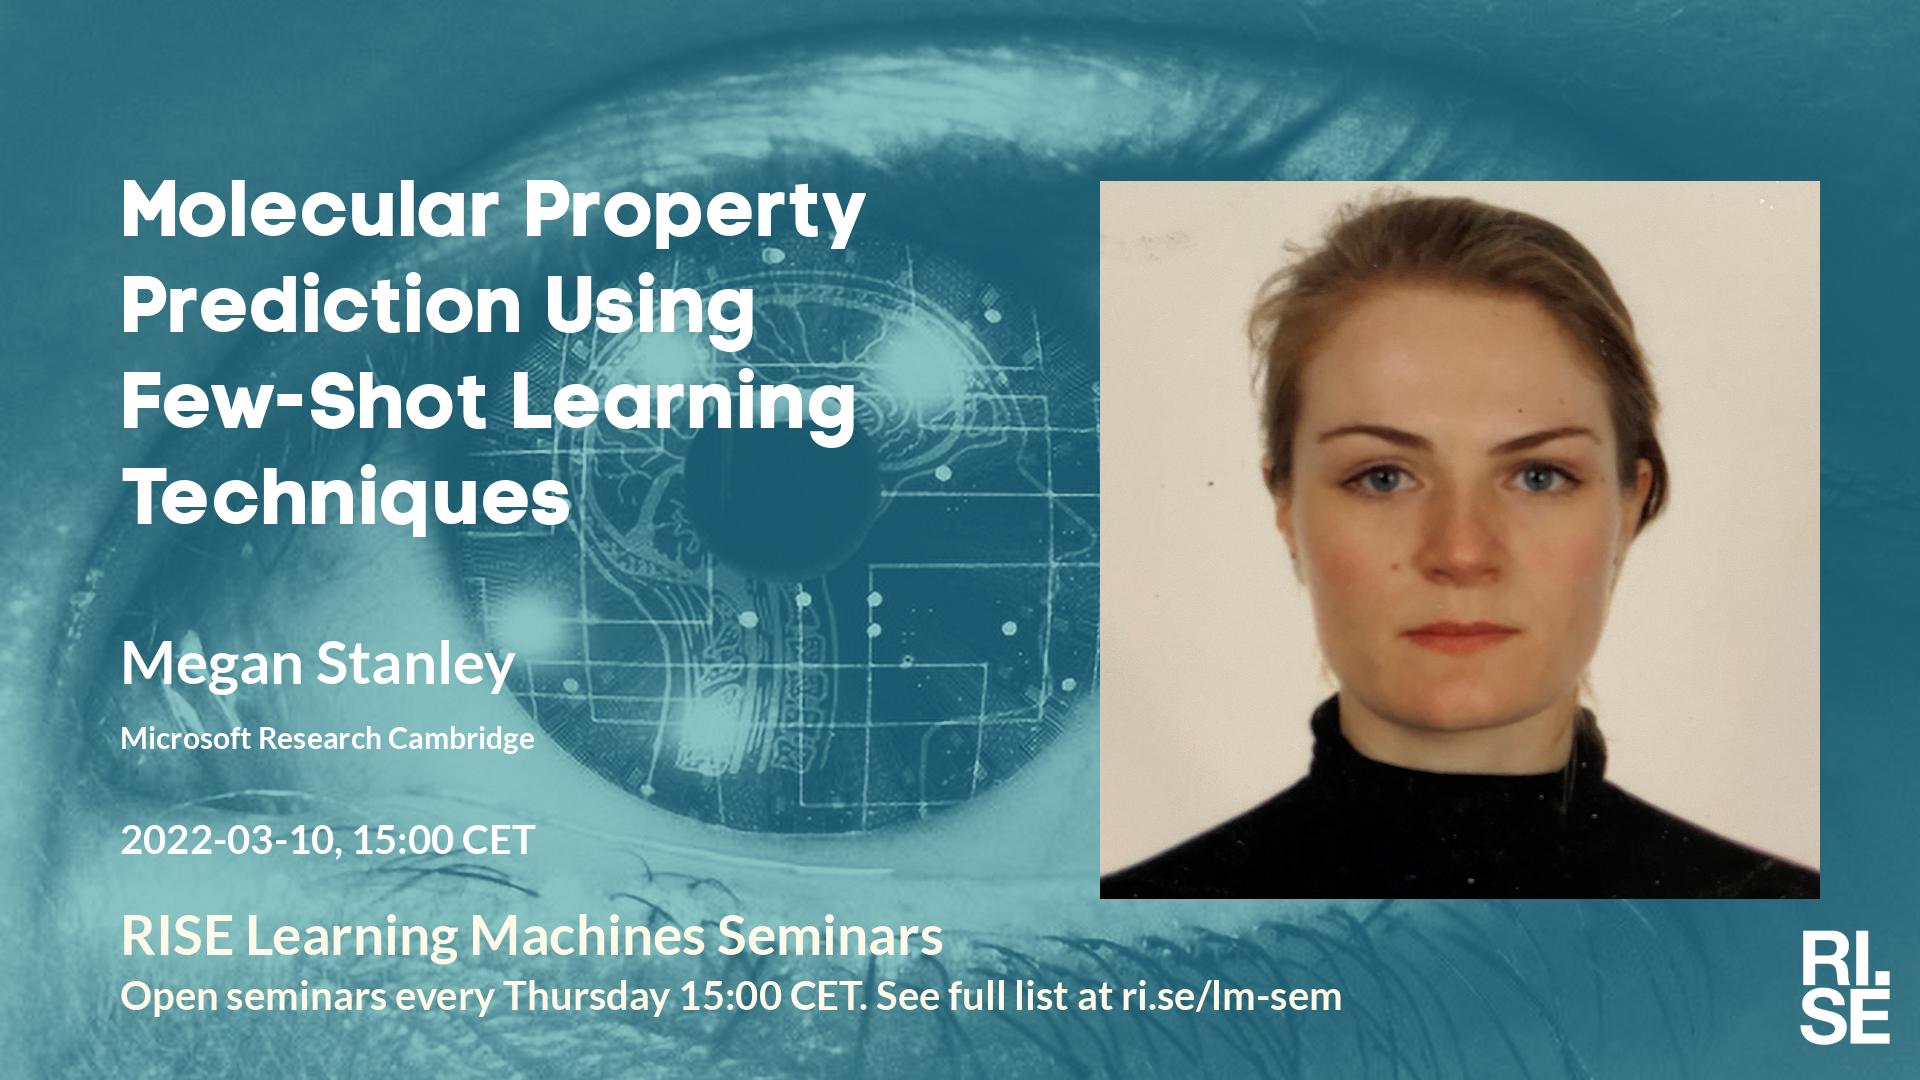 Molecular Property
Prediction Using
Few-Shot Learning
Techniques
Megan Stanley
Microsoft Research Cambridge
2022-03-10, 15:00 CET
RISE Learning Machines Seminars
Open seminars every Thursday 15:00 CET. See full list at ri.se/lm-sem
RI.
SE